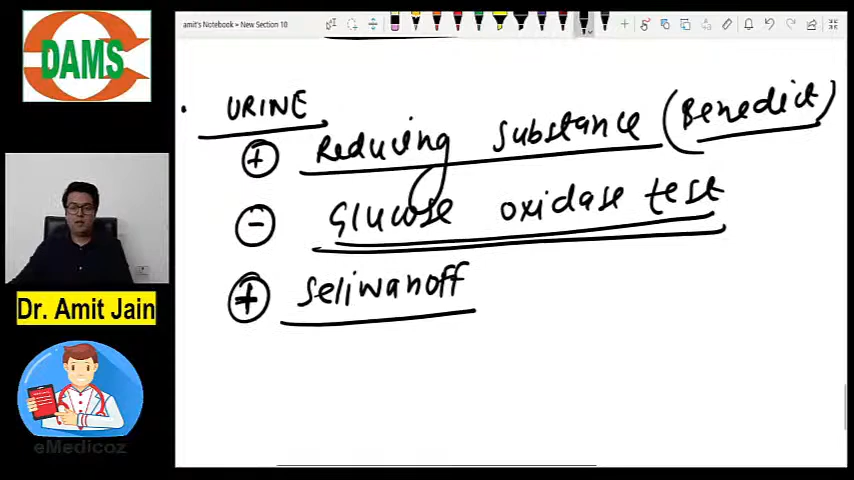 amit's Notebook > New Section 10
DAMS
URINE
+ Reducing substance (Benedict)
- Glucose oxidase test
+ Seliwanoff
Dr. Amit Jain
eMedicoz